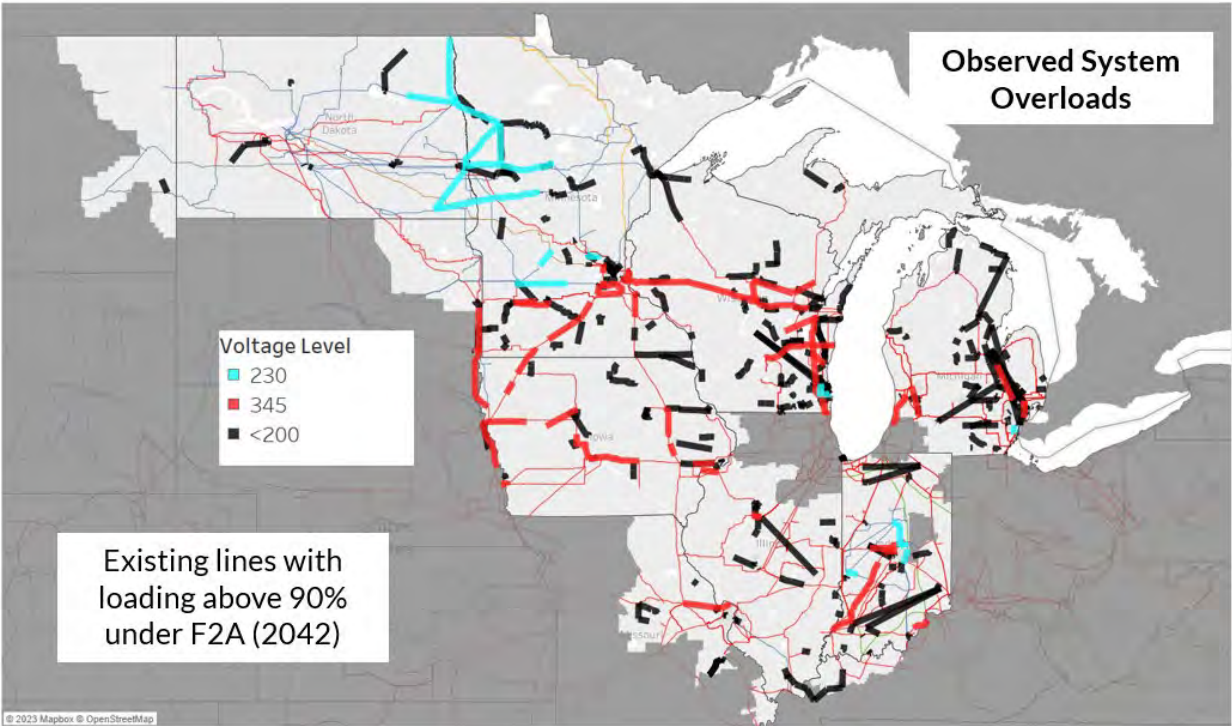 Observed System
Overloads
North
Dakota
Minnesota
Michigan
Iowa
Missouri
Voltage Level
230
345
<200
Existing lines with
loading above 90%
under F2A (2042)
© 2023 Mapbox © OpenStreetMap